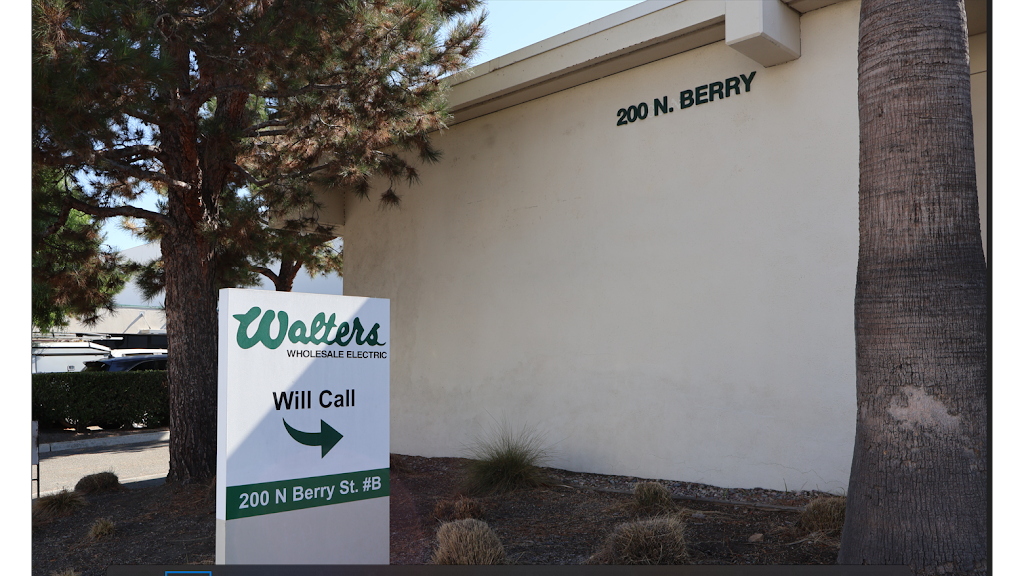 200 N. BERRY
Walters
WHOLESALE ELECTRIC
Will Call
200 N Berry St. #B